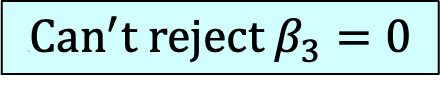 Can't reject β₃ = 0